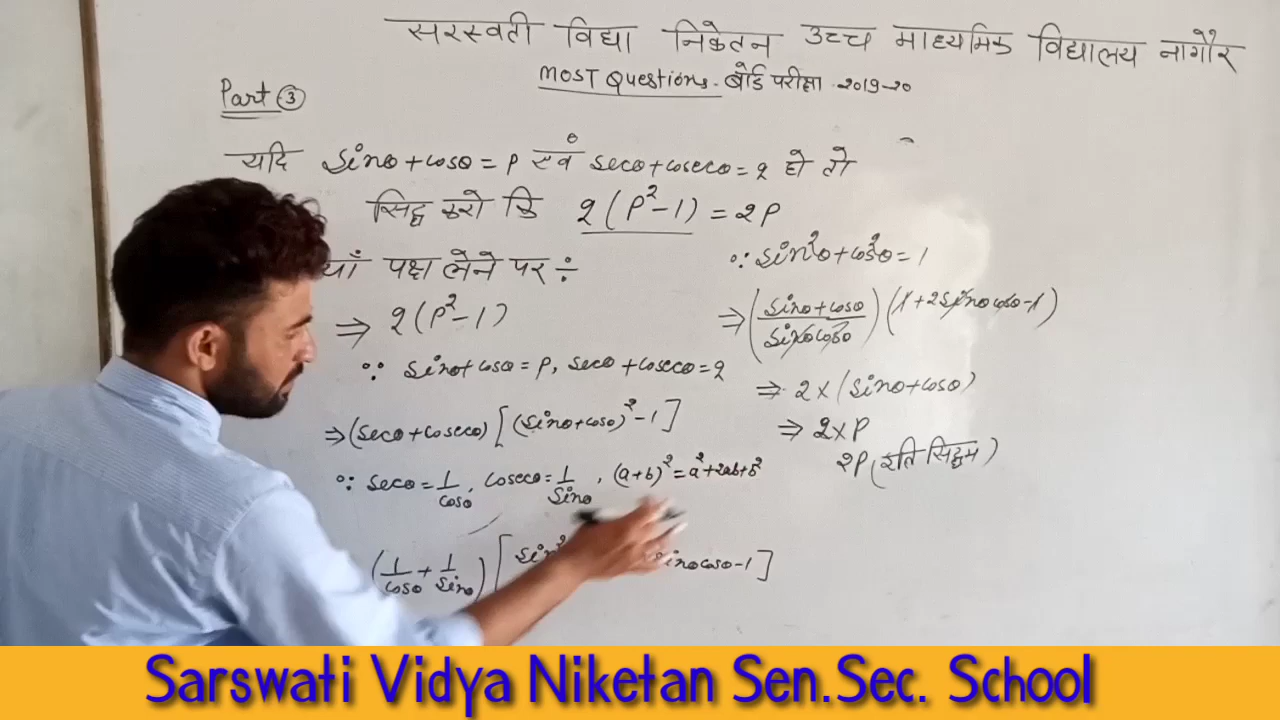 सरस्वती विद्या निकेतन उच्च माध्यमिक विद्यालय नागौर
MOST Questions - बोर्ड परीक्षा - 2019-20
Part ③
यदि sinθ+cosθ = P एवं secθ+cosecθ = q हो तो
सिद्ध करो कि q(P²-1) = 2P
पक्ष लेने पर ÷
⇒ q(P²-1)
∵ sinθ+cosθ = P, secθ+cosecθ = q
⇒ (secθ+cosecθ) [(sinθ+cosθ)² - 1]
∵ secθ = 1/cosθ, cosecθ = 1/sinθ, (a+b)² = a²+2ab+b²
(1/cosθ + 1/sinθ) [sin² sinθcosθ-1]
∵ sin²θ+cos²θ = 1
⇒ (sinθ+cosθ/sinθcosθ) (1+2sinθcosθ-1)
⇒ 2×(sinθ+cosθ)
⇒ 2×P
2P (इति सिद्धम)
Sarswati Vidya Niketan Sen.Sec. School